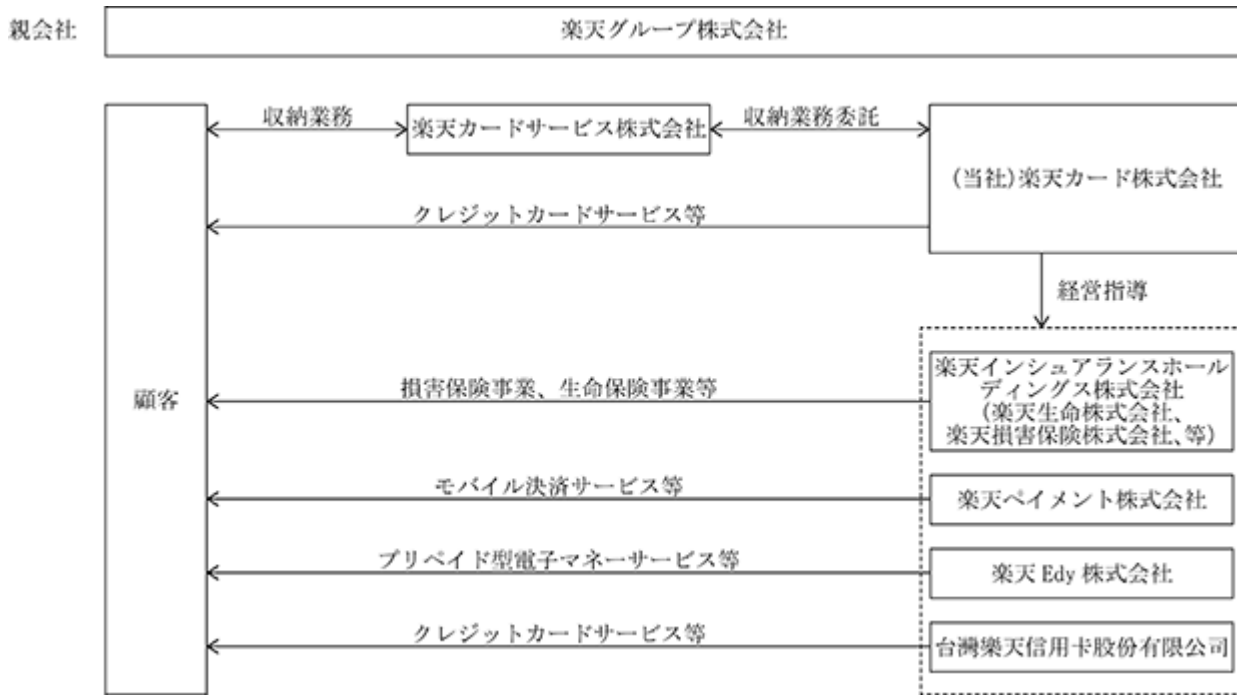 親会社
楽天グループ株式会社
収納業務
楽天カードサービス株式会社
収納業務委託
(当社)楽天カード株式会社
クレジットカードサービス等
経営指導
顧客
損害保険事業、生命保険事業等
楽天インシュアランスホール
ディングス株式会社
(楽天生命株式会社、
楽天損害保険株式会社、等)
モバイル決済サービス等
楽天ペイメント株式会社
プリペイド型電子マネーサービス等
楽天 Edy 株式会社
クレジットカードサービス等
台灣樂天信用卡股份有限公司